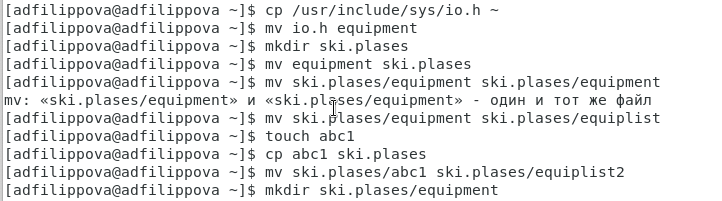 [adfilippova@adfilippova ~]$ cp /usr/include/sys/io.h ~
[adfilippova@adfilippova ~]$ mv io.h equipment
[adfilippova@adfilippova ~]$ mkdir ski.plases
[adfilippova@adfilippova ~]$ mv equipment ski.plases
[adfilippova@adfilippova ~]$ mv ski.plases/equipment ski.plases/equipment
mv: «ski.plases/equipment» и «ski.plases/equipment» - один и тот же файл
[adfilippova@adfilippova ~]$ mv ski.plases/equipment ski.plases/equiplist
[adfilippova@adfilippova ~]$ touch abc1
[adfilippova@adfilippova ~]$ cp abc1 ski.plases
[adfilippova@adfilippova ~]$ mv ski.plases/abc1 ski.plases/equiplist2
[adfilippova@adfilippova ~]$ mkdir ski.plases/equipment